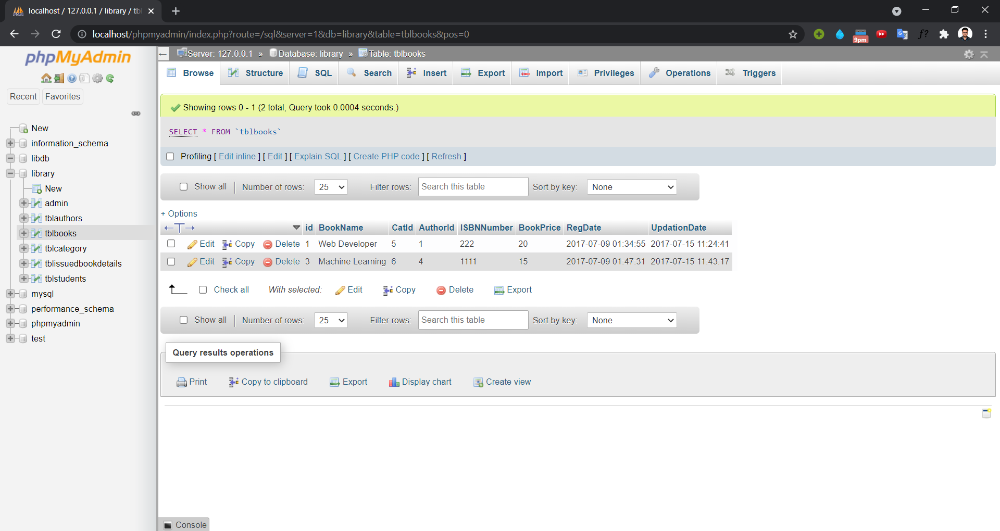 localhost / 127.0.0.1 / library / tbl
localhost/phpmyadmin/index.php?route=/sql&server=1&db=library&table=tblbooks&pos=0
9pm
f?
phpMyAdmin
Recent Favorites
New
information_schema
libdb
library
New
admin
tblauthors
tblbooks
tblcategory
tblissuedbookdetails
tblstudents
mysql
performance_schema
phpmyadmin
test
Server: 127.0.0.1 » Database: library » Table: tblbooks
Browse Structure SQL Search Insert Export Import Privileges Operations Triggers
Showing rows 0 - 1 (2 total, Query took 0.0004 seconds.)
SELECT * FROM `tblbooks`
Profiling [ Edit inline ] [ Edit ] [ Explain SQL ] [ Create PHP code ] [ Refresh ]
Show all Number of rows: 25 Filter rows: Search this table Sort by key: None
+ Options
←T→ id BookName CatId AuthorId ISBNNumber BookPrice RegDate UpdationDate
Edit Copy Delete 1 Web Developer 5 1 222 20 2017-07-09 01:34:55 2017-07-15 11:24:41
Edit Copy Delete 3 Machine Learning 6 4 1111 15 2017-07-09 01:47:31 2017-07-15 11:43:17
Check all With selected: Edit Copy Delete Export
Show all Number of rows: 25 Filter rows: Search this table Sort by key: None
Query results operations
Print Copy to clipboard Export Display chart Create view
Console